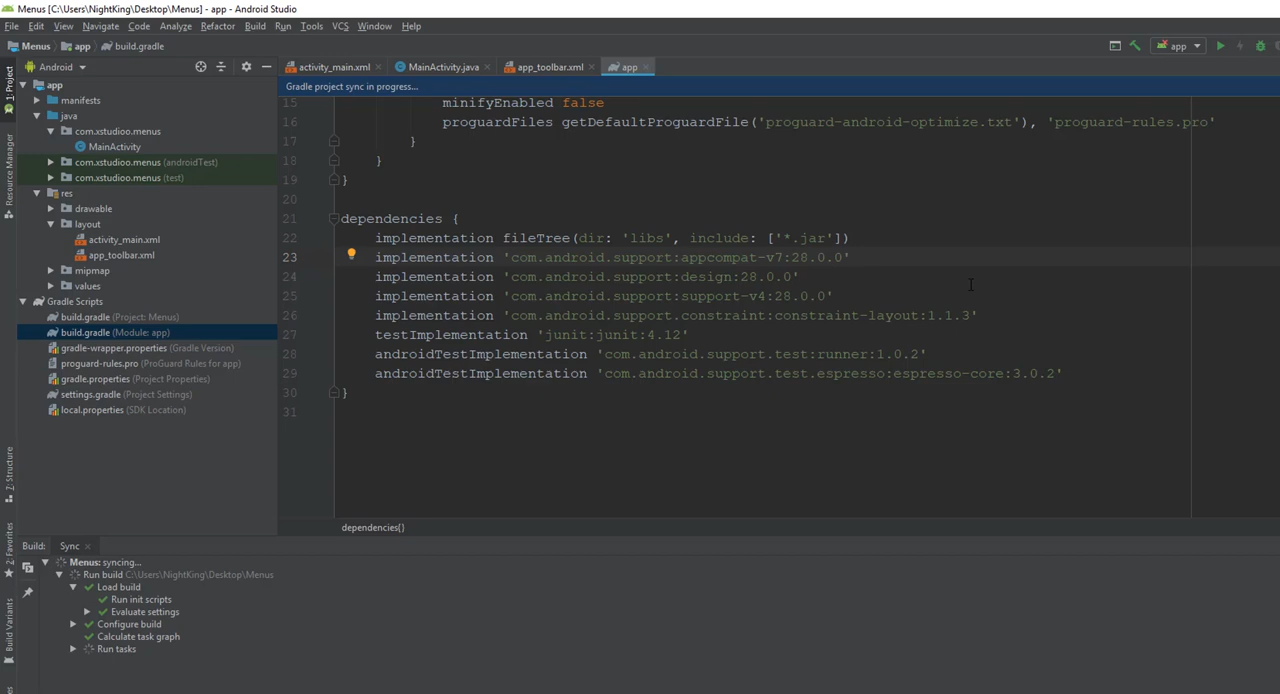 Menus [C:\Users\NightKing\Desktop\Menus] - app - Android Studio
File Edit View Navigate Code Analyze Refactor Build Run Tools VCS Window Help
Menus app build.gradle app
1: Project
Resource Manager
Z: Structure
2: Favorites
Build Variants
Android
activity_main.xml MainActivity.java app_toolbar.xml app
app
manifests
java
com.xstudioo.menus
MainActivity
com.xstudioo.menus (androidTest)
com.xstudioo.menus (test)
res
drawable
layout
activity_main.xml
app_toolbar.xml
mipmap
values
Gradle Scripts
build.gradle (Project: Menus)
build.gradle (Module: app)
gradle-wrapper.properties (Gradle Version)
proguard-rules.pro (ProGuard Rules for app)
gradle.properties (Project Properties)
settings.gradle (Project Settings)
local.properties (SDK Location)
Gradle project sync in progress...
15 minifyEnabled false
16 proguardFiles getDefaultProguardFile('proguard-android-optimize.txt'), 'proguard-rules.pro'
17 }
18 }
19 }
20
21 dependencies {
22 implementation fileTree(dir: 'libs', include: ['*.jar'])
23 implementation 'com.android.support:appcompat-v7:28.0.0'
24 implementation 'com.android.support:design:28.0.0'
25 implementation 'com.android.support:support-v4:28.0.0'
26 implementation 'com.android.support.constraint:constraint-layout:1.1.3'
27 testImplementation 'junit:junit:4.12'
28 androidTestImplementation 'com.android.support.test:runner:1.0.2'
29 androidTestImplementation 'com.android.support.test.espresso:espresso-core:3.0.2'
30 }
31
dependencies{}
Build: Sync
Menus: syncing...
Run build C:\Users\NightKing\Desktop\Menus
Load build
Run init scripts
Evaluate settings
Configure build
Calculate task graph
Run tasks